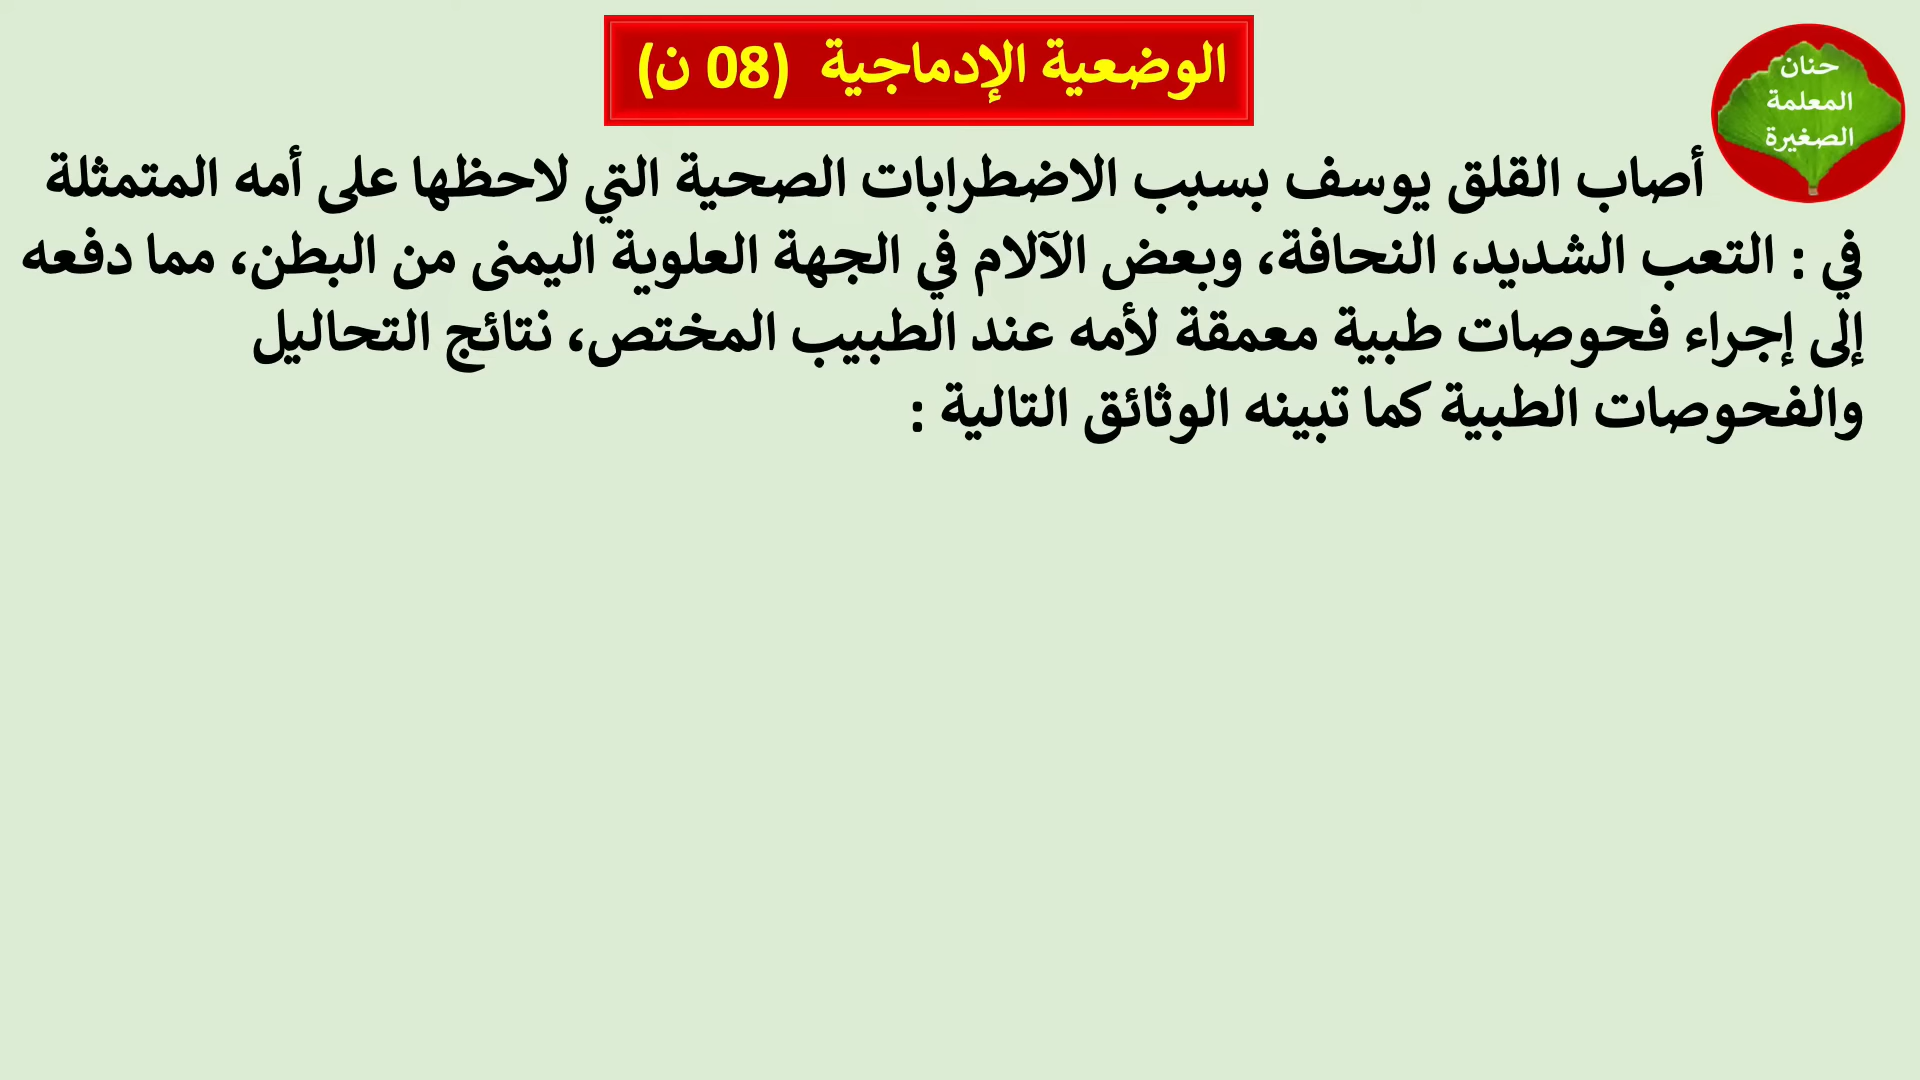 الوضعية الإدماجية (08 ن)
حنان
المعلمة
الصغيرة
أصاب القلق يوسف بسبب الاضطرابات الصحية التي لاحظها على أمه المتمثلة
في : التعب الشديد، النحافة، وبعض الآلام في الجهة العلوية اليمنى من البطن، مما دفعه
إلى إجراء فحوصات طبية معمقة لأمه عند الطبيب المختص، نتائج التحاليل
والفحوصات الطبية كما تبينه الوثائق التالية :